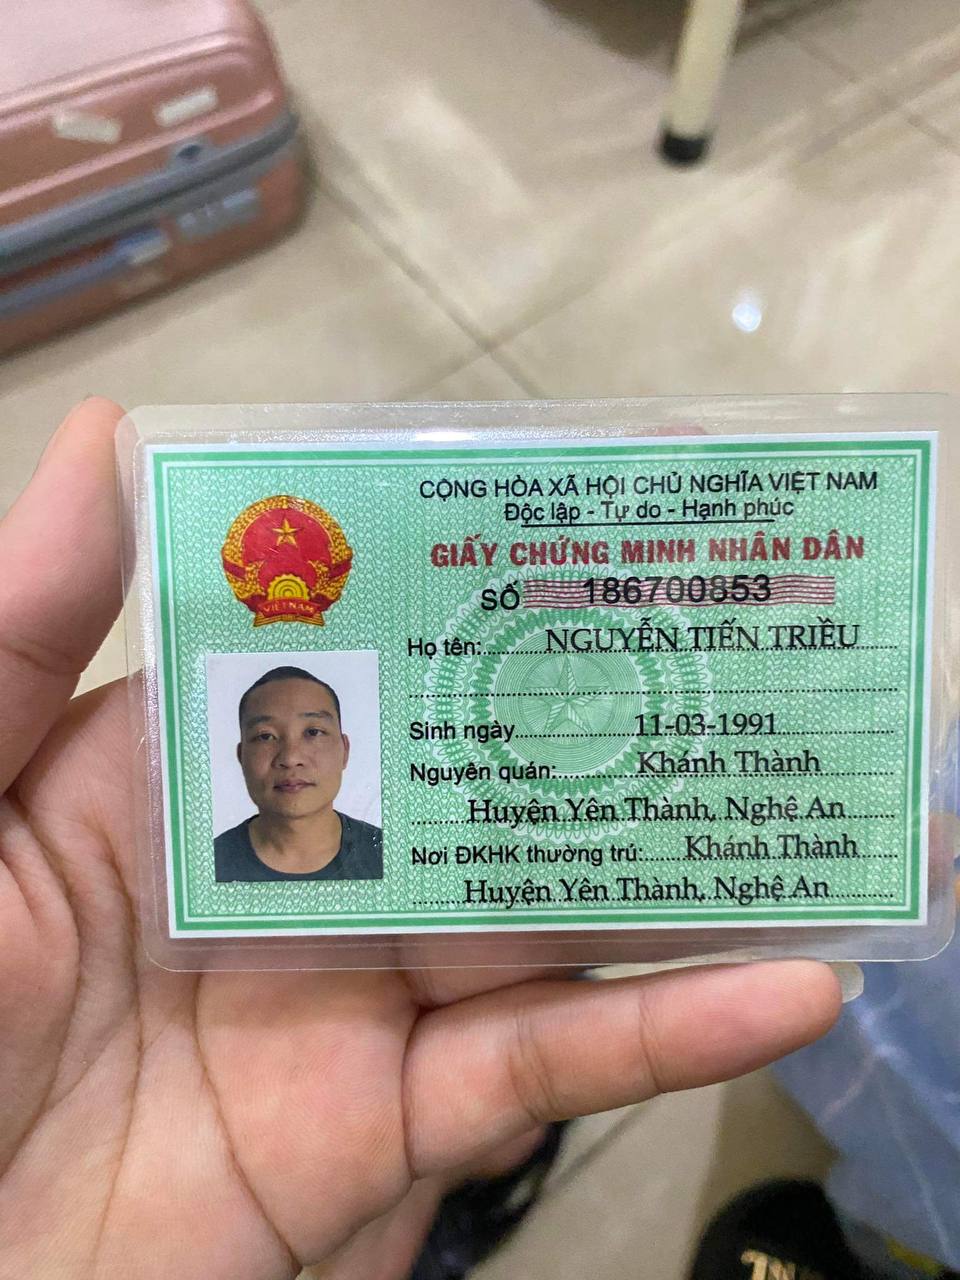 CỘNG HÒA XÃ HỘI CHỦ NGHĨA VIỆT NAM
Độc lập - Tự do - Hạnh phúc
GIẤY CHỨNG MINH NHÂN DÂN
SỐ 186700853
Họ tên: NGUYỄN TIẾN TRIỀU
Sinh ngày 11-03-1991
Nguyên quán: Khánh Thành
Huyện Yên Thành, Nghệ An
Nơi ĐKHK thường trú: Khánh Thành
Huyện Yên Thành, Nghệ An
VIỆT NAM